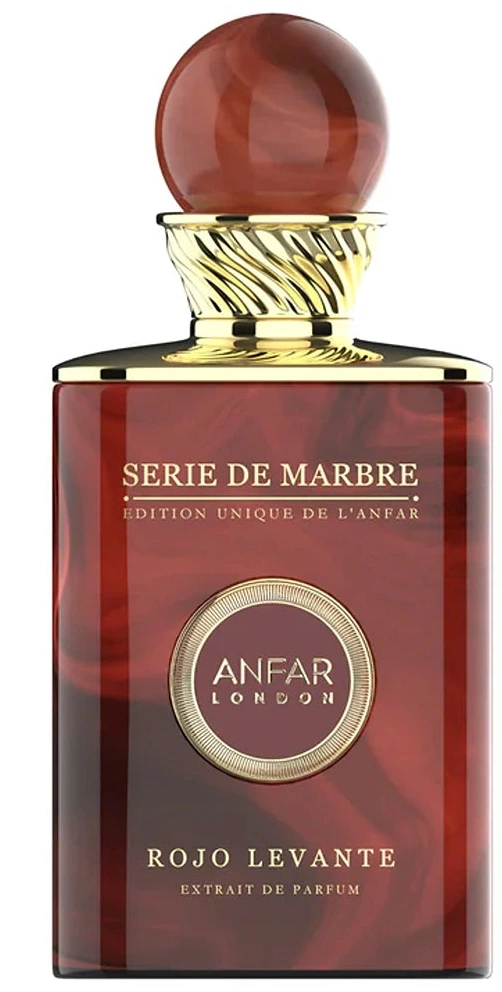 SERIE DE MARBRE
EDITION UNIQUE DE L'ANFAR
ANFAR
LONDON
ROJO LEVANTE
EXTRAIT DE PARFUM